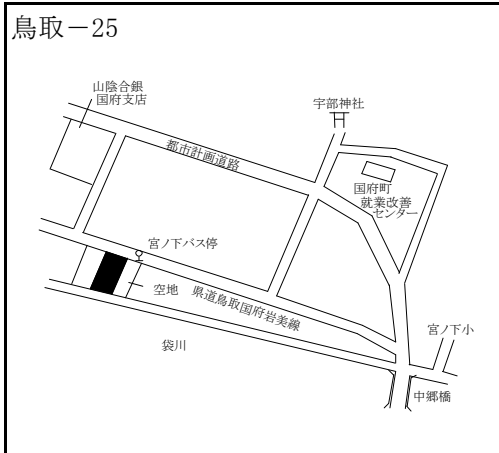 鳥取－25
山陰合銀
国府支店
宇部神社
都市計画道路
国府町
就業改善
センター
宮ノ下バス停
空地
県道鳥取国府岩美線
宮ノ下小
袋川
中郷橋